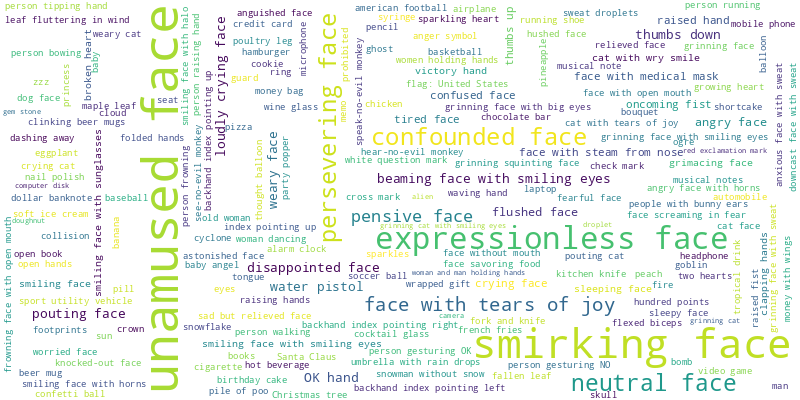 person tipping hand
leaf fluttering in wind
weary cat
person bowing
broken heart
baby
zzz
princess
dog face
maple leaf
cloud
gem stone
clinking beer mugs
seat
dashing away
folded hands
eggplant
crying cat
nail polish
computer disk
smiling face with sunglasses
dollar banknote
baseball
soft ice cream
doughnut
banana
collision
open book
open hands
frowning face with open mouth
smiling face
pill
sport utility vehicle
pouting face
footprints
crown
sun
worried face
knocked-out face
beer mug
smiling face with horns
confetti ball
unamused face
smiling face with halo
person raising hand
person frowning
see-no-evil monkey
backhand index pointing up
loudly crying face
anguished face
credit card
poultry leg
hamburger
cookie
ring
microphone
guard
money bag
wine glass
pizza
weary face
thought balloon
party popper
old woman
index pointing up
cyclone
woman dancing
alarm clock
astonished face
baby angel
disappointed face
tongue
eyes
water pistol
raising hands
sad but relieved face
snowflake
person walking
backhand index pointing right
cocktail glass
smiling face with smiling eyes
books
Santa Claus
cigarette
hot beverage
birthday cake
OK hand
pile of poo
Christmas tree
persevering face
prohibited
memo
speak-no-evil monkey
american football
airplane
syringe
sparkling heart
pencil
anger symbol
ghost
basketball
women holding hands
victory hand
flag: United States
confused face
chicken
grinning face with big eyes
tired face
chocolate bar
confounded face
hear-no-evil monkey
white question mark
grinning squinting face
check mark
beaming face with smiling eyes
waving hand
cross mark
alien
laptop
fearful face
pensive face
flushed face
grinning cat with smiling eyes
droplet
expressionless face
sparkles
face without mouth
face savoring food
pouting cat
goblin
woman and man holding hands
soccer ball
wrapped gift
crying face
kitchen knife
peach
sleeping face
fire
face with tears of joy
camera
fork and knife
french fries
smirking face
person gesturing OK
umbrella with rain drops
person gesturing NO
bomb
video game
snowman without snow
fallen leaf
backhand index pointing left
neutral face
skull
man
thumbs up
sweat droplets
running shoe
hushed face
pineapple
raised hand
person running
mobile phone
thumbs down
relieved face
grinning face
cat with wry smile
musical note
balloon
face with medical mask
face with open mouth
growing heart
oncoming fist
shortcake
bouquet
cat with tears of joy
angry face
grinning face with smiling eyes
ogre
red exclamation mark
face with steam from nose
grimacing face
musical notes
angry face with horns
automobile
people with bunny ears
face screaming in fear
cat face
headphone
two hearts
hundred points
sleepy face
flexed biceps
grinning cat
tropical drink
raised fist
clapping hands
grinning face with sweat
money with wings
anxious face with sweat
downcast face with sweat